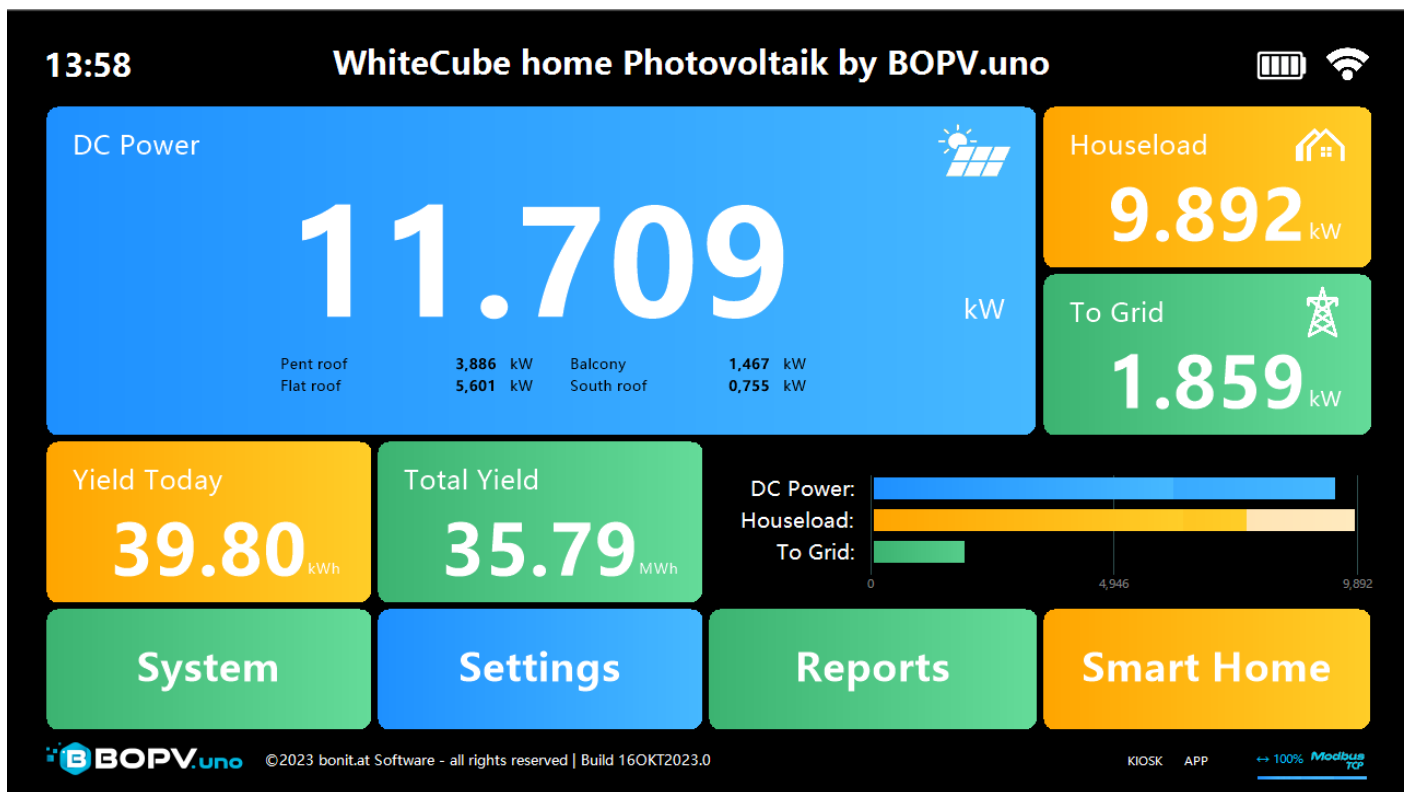 13:58 WhiteCube home Photovoltaik by BOPV.uno
DC Power
11.709 kW
Pent roof 3,886 kW Balcony 1,467 kW
Flat roof 5,601 kW South roof 0,755 kW
Houseload
9.892 kW
To Grid
1.859 kW
Yield Today
39.80 kWh
Total Yield
35.79 MWh
DC Power:
Houseload:
To Grid:
0 4,946 9,892
System Settings Reports Smart Home
BOPV.uno ©2023 bonit.at Software - all rights reserved | Build 16OKT2023.0 KIOSK APP ↔ 100% Modbus
TCP